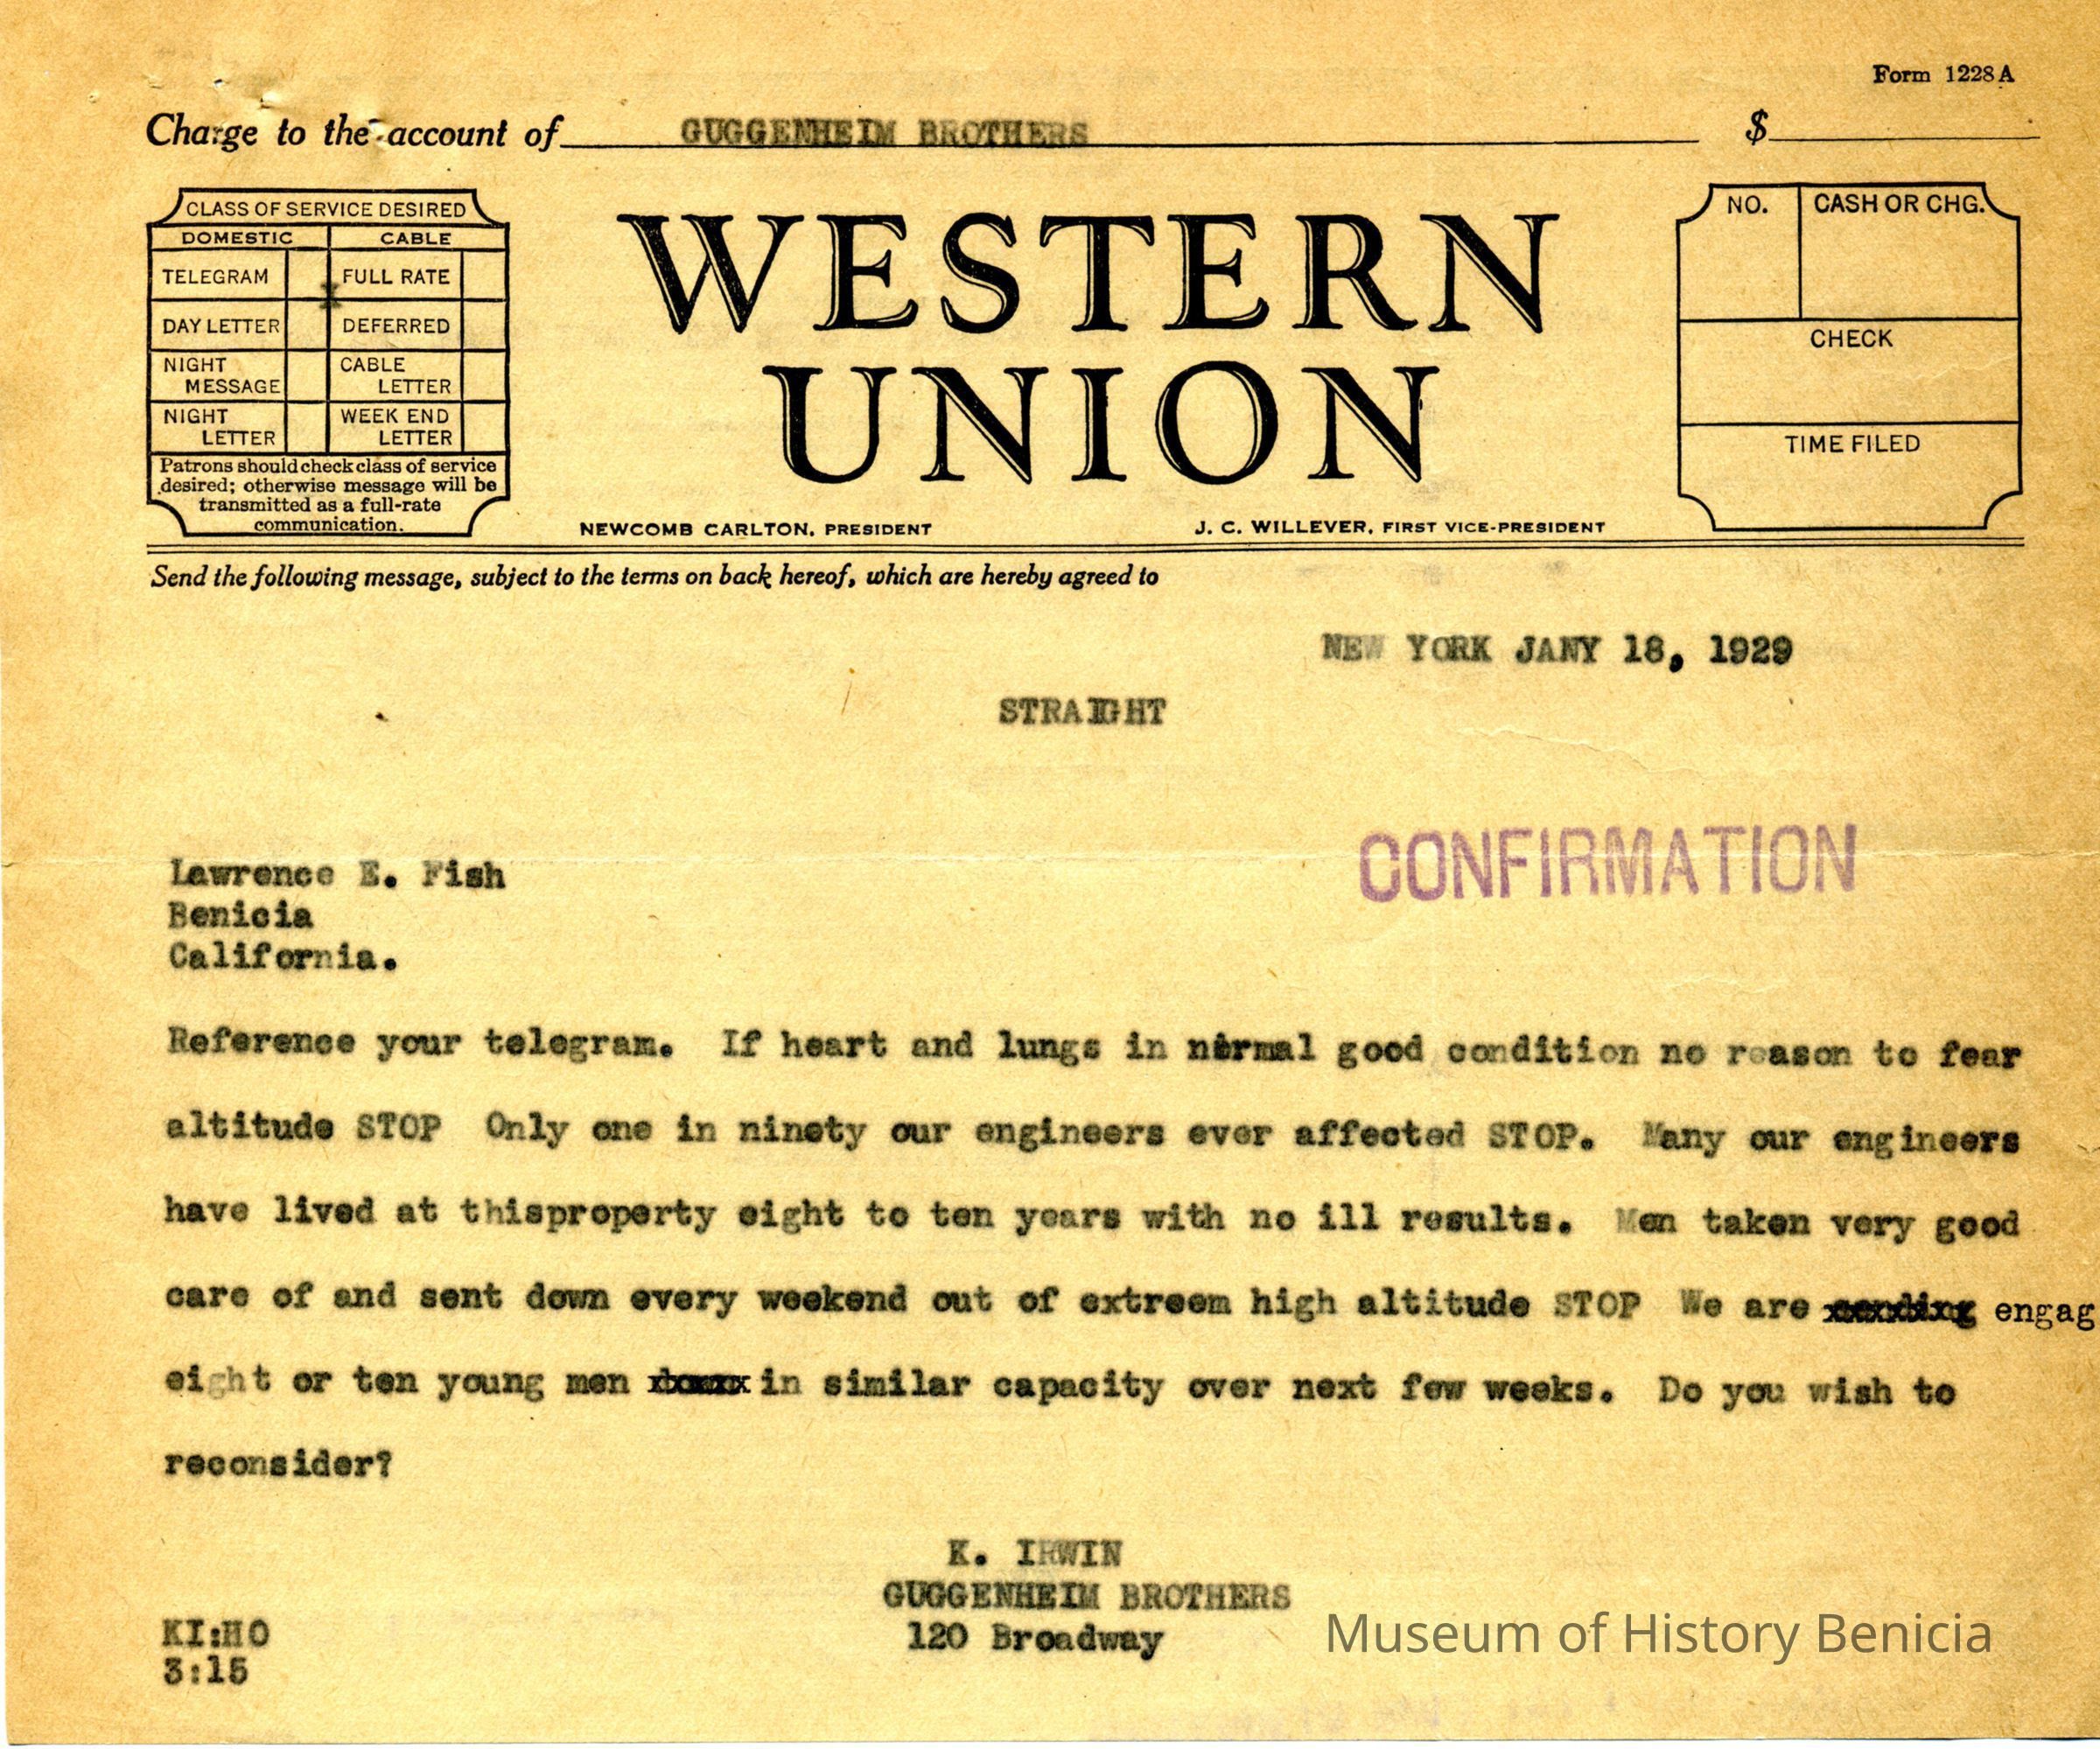 Form 1228A
Charge to the account of GUGGENHEIM BROTHERS $
CLASS OF SERVICE DESIRED
DOMESTIC CABLE
TELEGRAM FULL RATE
DAY LETTER DEFERRED
NIGHT MESSAGE CABLE LETTER
NIGHT LETTER WEEK END LETTER
Patrons should check class of service
desired; otherwise message will be
transmitted as a full-rate
communication.
WESTERN
UNION
NEWCOMB CARLTON, PRESIDENT J. C. WILLEVER, FIRST VICE-PRESIDENT
NO. CASH OR CHG.
CHECK
TIME FILED
Send the following message, subject to the terms on back hereof, which are hereby agreed to
NEW YORK JANY 18, 1929
STRAIGHT
CONFIRMATION
Lawrence E. Fish
Benicia
California.
Reference your telegram. If heart and lungs in normal good condition no reason to fear
altitude STOP Only one in ninety our engineers ever affected STOP. Many our engineers
have lived at thisproperty eight to ten years with no ill results. Men taken very good
care of and sent down every weekend out of extreem high altitude STOP We are engag
eight or ten young men in similar capacity over next few weeks. Do you wish to
reconsider?
K. IRWIN
GUGGENHEIM BROTHERS
120 Broadway
KI:HO
3:15
Museum of History Benicia